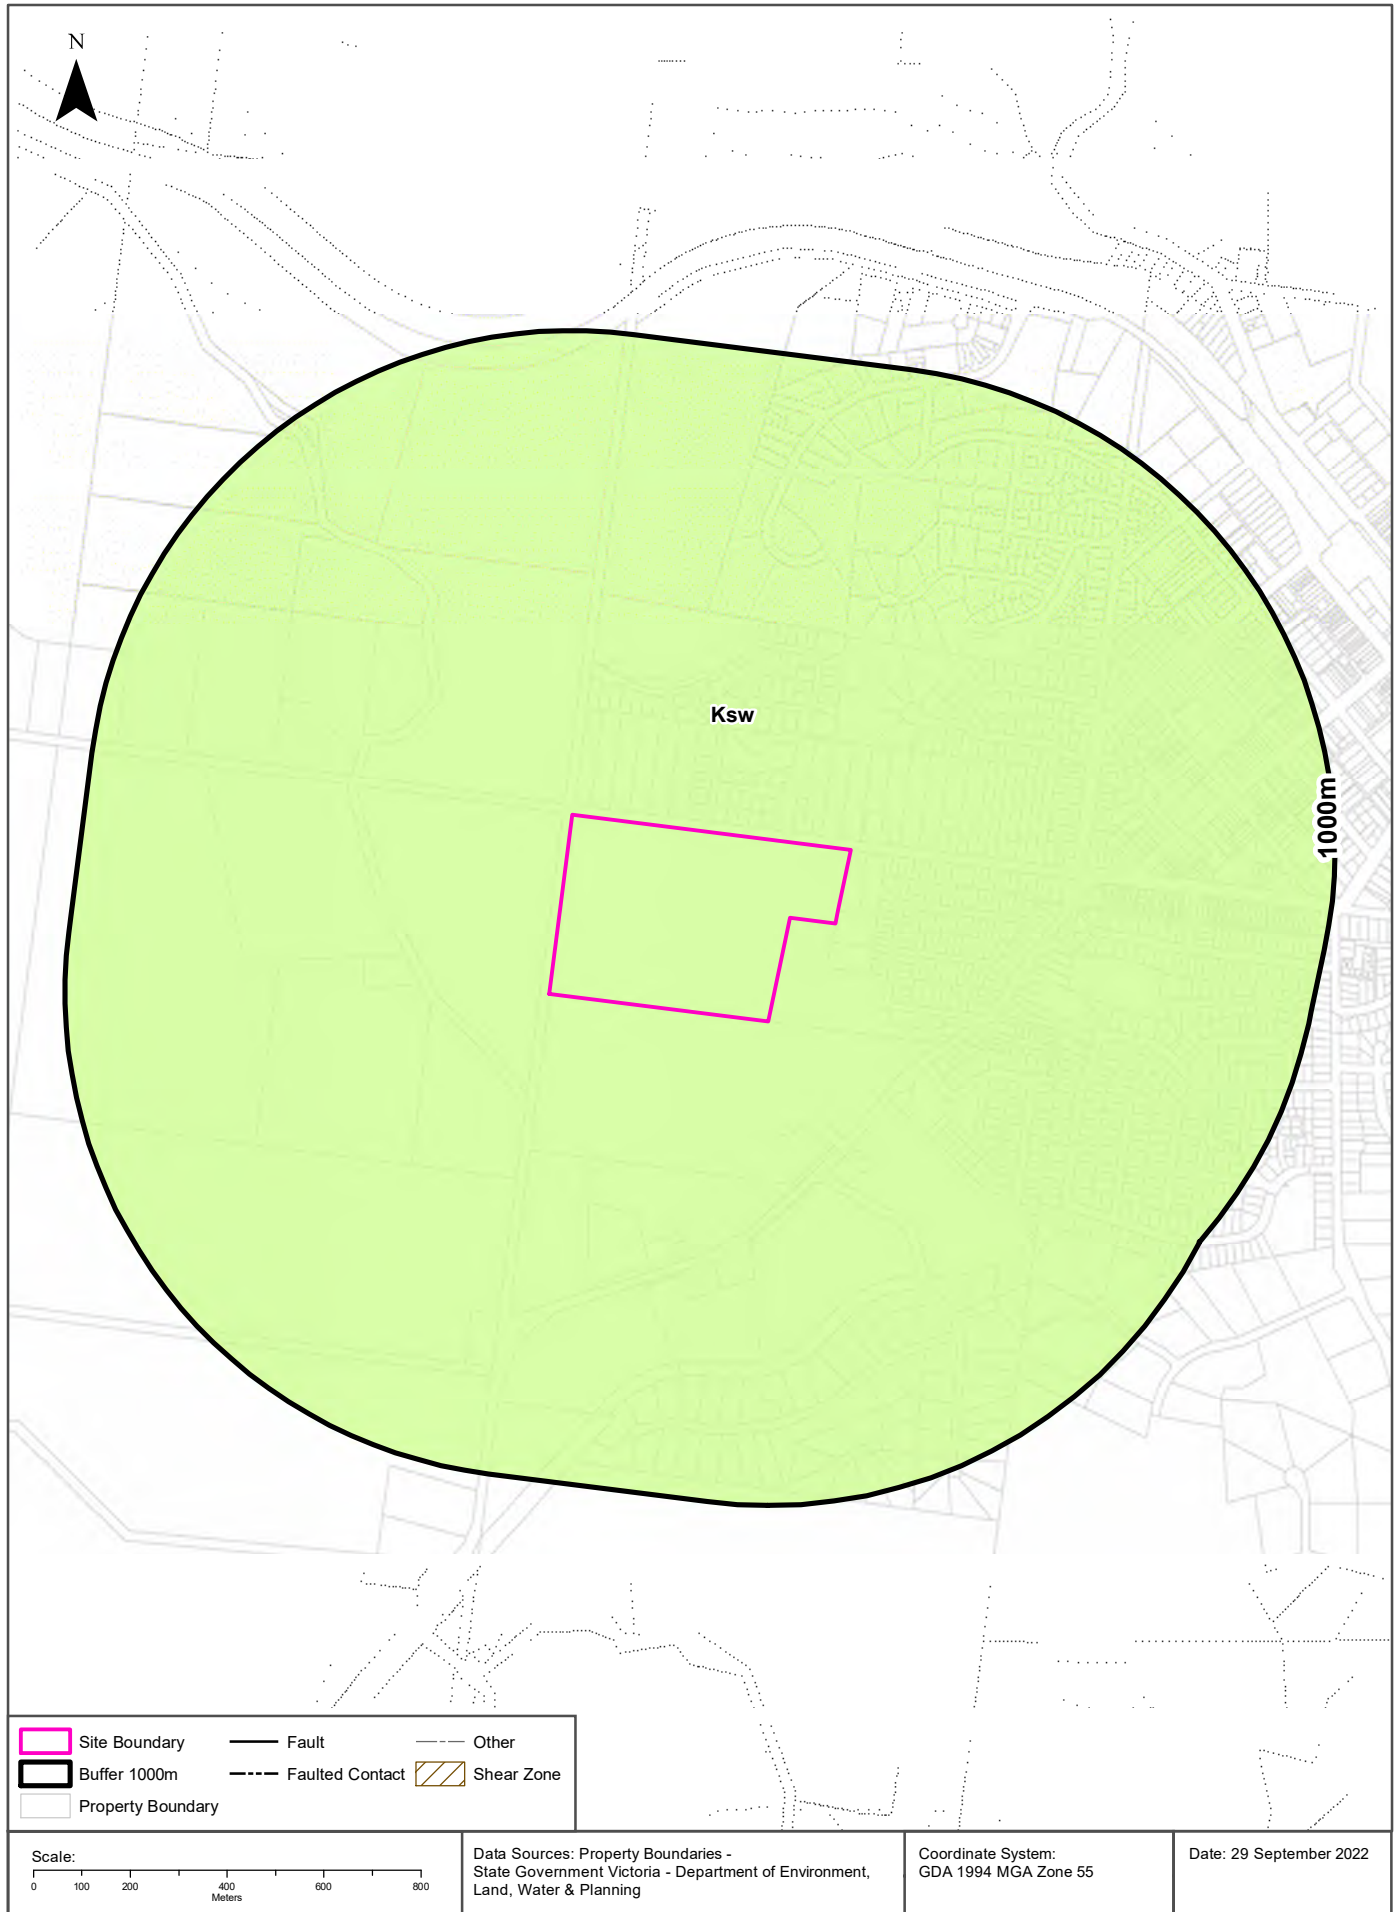 N
Ksw
1000m
Site Boundary
Fault
Other
Buffer 1000m
Faulted Contact
Shear Zone
Property Boundary
Scale:
0 100 200 400 600 800
Meters
Data Sources: Property Boundaries -
State Government Victoria - Department of Environment,
Land, Water & Planning
Coordinate System:
GDA 1994 MGA Zone 55
Date: 29 September 2022